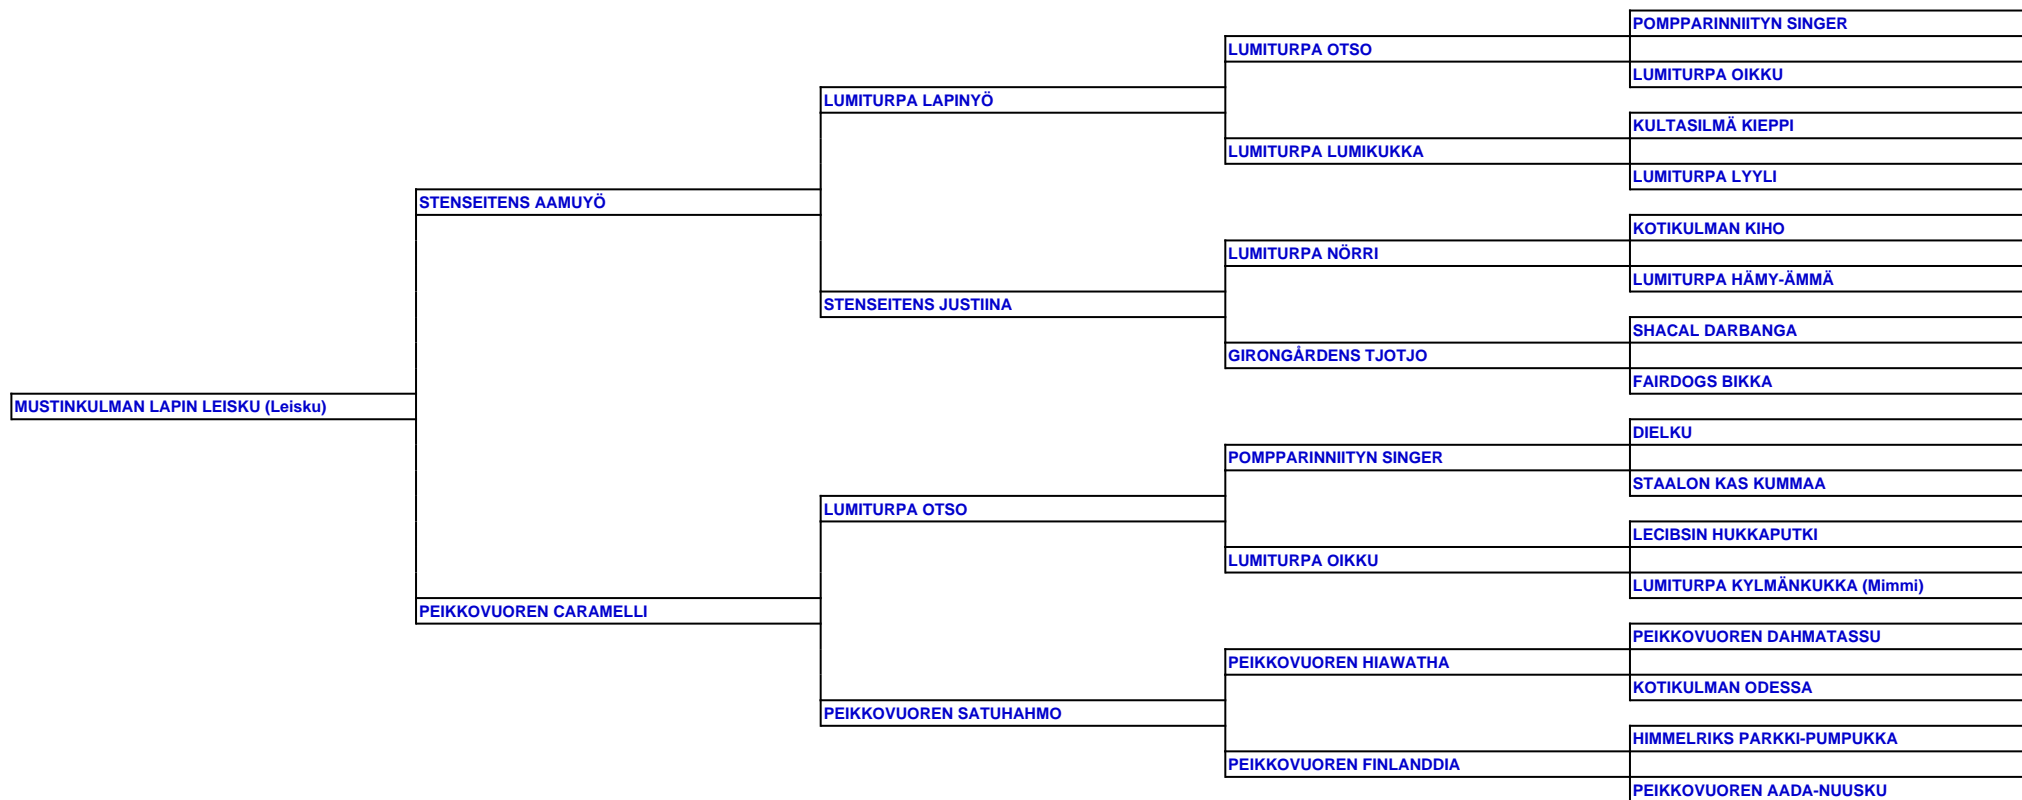 POMPPARINNIITYN SINGER
LUMITURPA OTSO
LUMITURPA OIKKU
LUMITURPA LAPINYÖ
KULTASILMÄ KIEPPI
LUMITURPA LUMIKUKKA
LUMITURPA LYYLI
STENSEITENS AAMUYÖ
KOTIKULMAN KIHO
LUMITURPA NÖRRI
LUMITURPA HÄMY-ÄMMÄ
STENSEITENS JUSTIINA
SHACAL DARBANGA
GIRONGÅRDENS TJOTJO
FAIRDOGS BIKKA
MUSTINKULMAN LAPIN LEISKU (Leisku)
DIELKU
POMPPARINNIITYN SINGER
STAALON KAS KUMMAA
LUMITURPA OTSO
LECIBSIN HUKKAPUTKI
LUMITURPA OIKKU
LUMITURPA KYLMÄNKUKKA (Mimmi)
PEIKKOVUOREN CARAMELLI
PEIKKOVUOREN DAHMATASSU
PEIKKOVUOREN HIAWATHA
KOTIKULMAN ODESSA
PEIKKOVUOREN SATUHAHMO
HIMMELRIKS PARKKI-PUMPUKKA
PEIKKOVUOREN FINLANDDIA
PEIKKOVUOREN AADA-NUUSKU